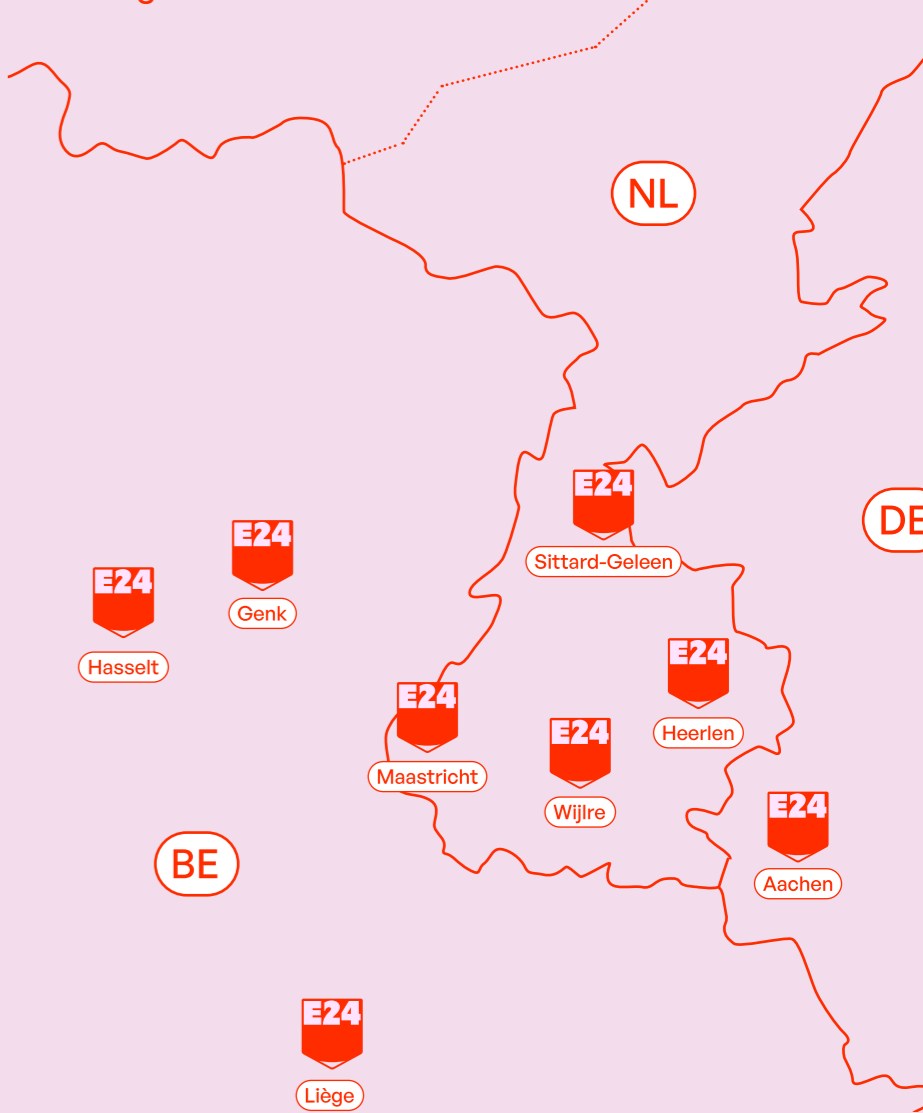 NL
E24
Sittard-Geleen
DE
E24
Genk
E24
Hasselt
E24
Heerlen
E24
Maastricht
E24
Wijlre
E24
Aachen
BE
E24
Liège